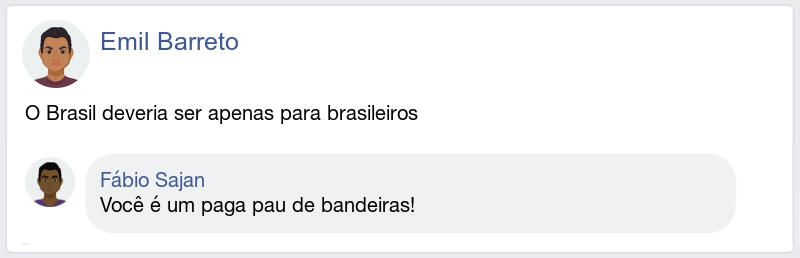 Emil Barreto
O Brasil deveria ser apenas para brasileiros
Fábio Sajan
Você é um paga pau de bandeiras!